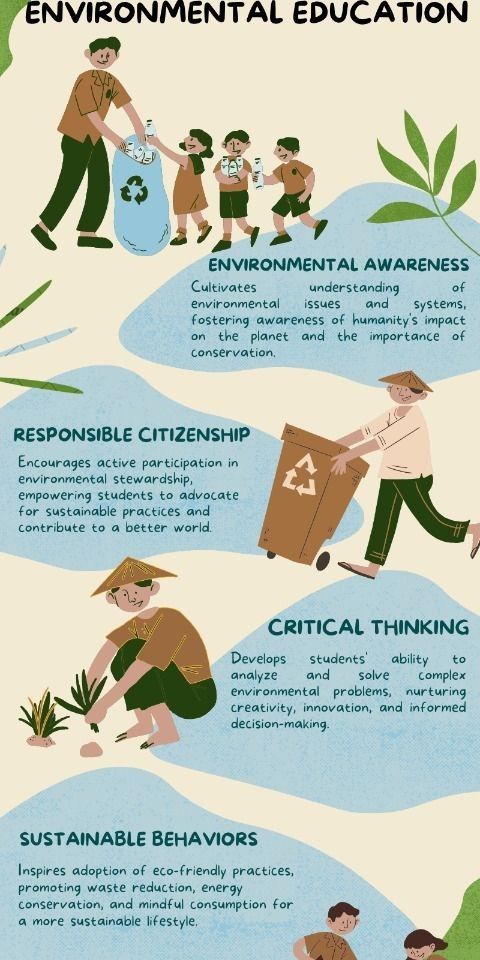 ENVIRONMENTAL EDUCATION
ENVIRONMENTAL AWARENESS
Cultivates understanding of
environmental issues and systems,
fostering awareness of humanity's impact
on the planet and the importance of
conservation.
RESPONSIBLE CITIZENSHIP
Encourages active participation in
environmental stewardship,
empowering students to advocate
for sustainable practices and
contribute to a better world.
CRITICAL THINKING
Develops students' ability to
analyze and solve complex
environmental problems, nurturing
creativity, innovation, and informed
decision-making.
SUSTAINABLE BEHAVIORS
Inspires adoption of eco-friendly practices,
promoting waste reduction, energy
conservation, and mindful consumption for
a more sustainable lifestyle.